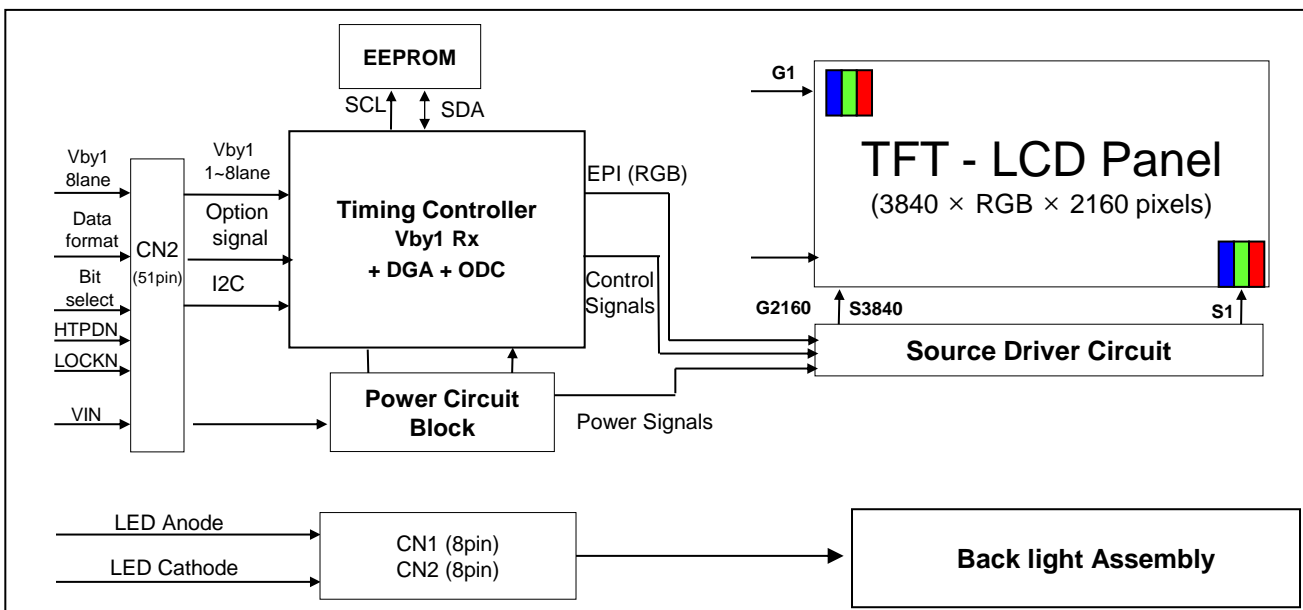 EEPROM
SCL
SDA
G1
TFT - LCD Panel
(3840 × RGB × 2160 pixels)
Vby1
8lane
Vby1
1~8lane
EPI (RGB)
Timing Controller
Vby1 Rx
+ DGA + ODC
Data
format
Option
signal
CN2
(51pin)
Bit
select
I2C
Control
Signals
HTPDN
LOCKN
G2160
S3840
S1
Source Driver Circuit
VIN
Power Circuit
Block
Power Signals
LED Anode
LED Cathode
CN1 (8pin)
CN2 (8pin)
Back light Assembly